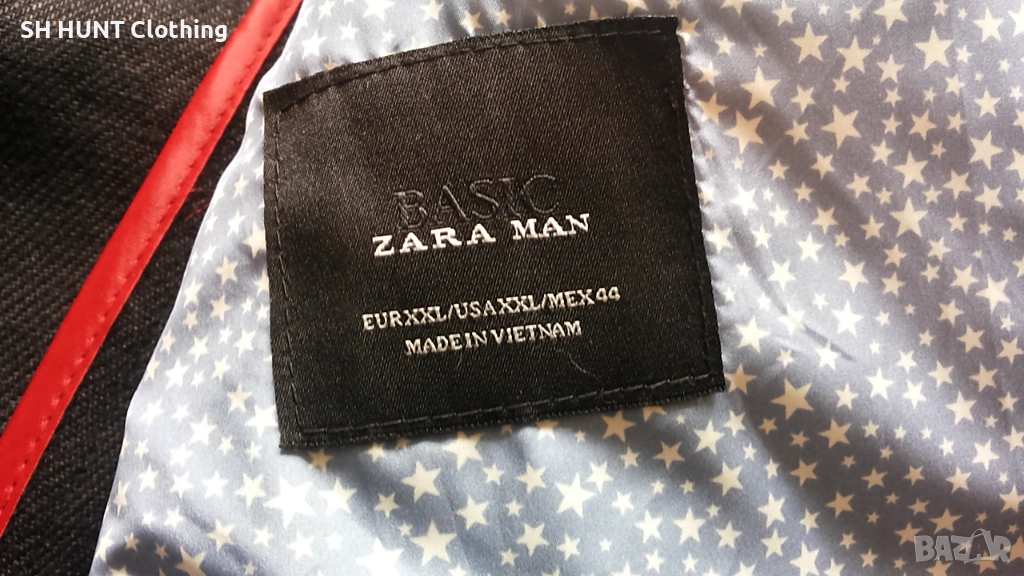 SH HUNT Clothing
BASIC
ZARA MAN
EURXXL/USAXXL/MEX44
MADE IN VIETNAM
BAZAR